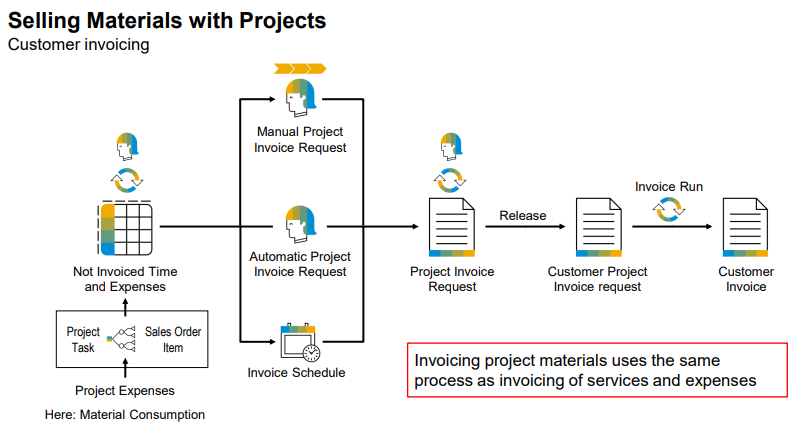 Selling Materials with Projects
Customer invoicing
Manual Project
Invoice Request
Not Invoiced Time
and Expenses
Automatic Project
Invoice Request
Invoice Schedule
Project
Task
Sales Order
Item
Project Expenses
Here: Material Consumption
Project Invoice
Request
Release
Customer Project
Invoice request
Invoice Run
Customer
Invoice
Invoicing project materials uses the same
process as invoicing of services and expenses